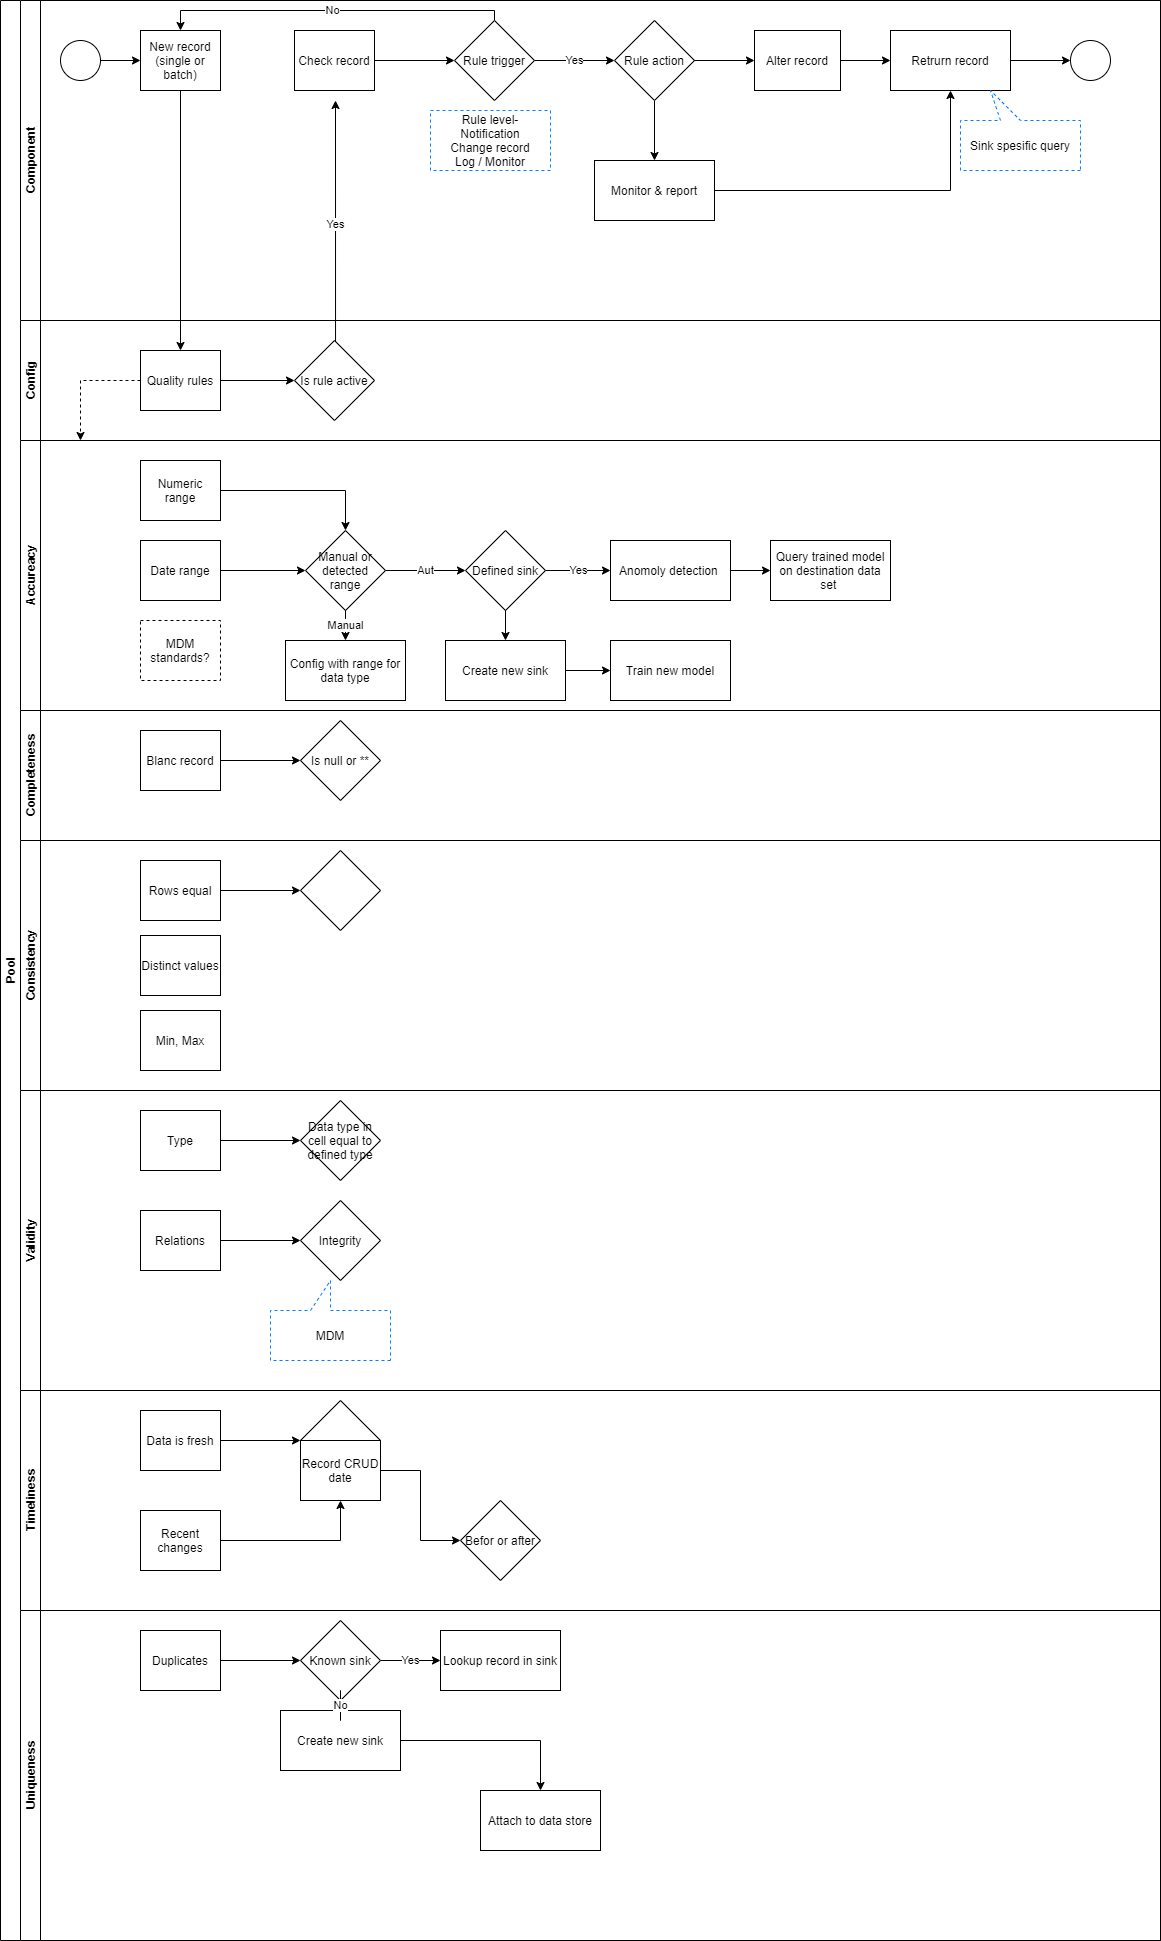 Pool
Component
No
New record
(single or
batch)
Check record
Rule trigger
Yes
Rule action
Alter record
Retrurn record
Rule level-
Notification
Change record
Log / Monitor
Sink spesific query
Monitor & report
Yes
Config
Quality rules
Is rule active
Accureacy
Numeric
range
Date range
Manual or
detected
range
Aut
Defined sink
Yes
Anomoly detection
Query trained model
on destination data
set
MDM
standards?
Manual
Config with range for
data type
Create new sink
Train new model
Completeness
Blanc record
Is null or **
Consistency
Rows equal
Distinct values
Min, Max
Validity
Type
Data type in
cell equal to
defined type
Relations
Integrity
MDM
Timeliness
Data is fresh
Record CRUD
date
Recent
changes
Befor or after
Uniqueness
Duplicates
Known sink
Yes
Lookup record in sink
No
Create new sink
Attach to data store